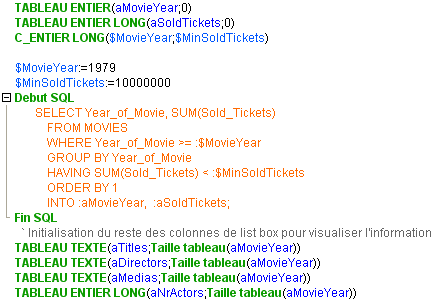 TABLEAU ENTIER(aMovieYear;0)
TABLEAU ENTIER LONG(aSoldTickets;0)
C_ENTIER LONG($MovieYear;$MinSoldTickets)
$MovieYear:=1979
$MinSoldTickets:=10000000
Debut SQL
SELECT Year_of_Movie, SUM(Sold_Tickets)
FROM MOVIES
WHERE Year_of_Movie >= :$MovieYear
GROUP BY Year_of_Movie
HAVING SUM(Sold_Tickets) < :$MinSoldTickets
ORDER BY 1
INTO :aMovieYear, :aSoldTickets;
Fin SQL
` Initialisation du reste des colonnes de list box pour visualiser l'information
TABLEAU TEXTE(aTitles;Taille tableau(aMovieYear))
TABLEAU TEXTE(aDirectors;Taille tableau(aMovieYear))
TABLEAU TEXTE(aMedias;Taille tableau(aMovieYear))
TABLEAU ENTIER LONG(aNrActors;Taille tableau(aMovieYear))